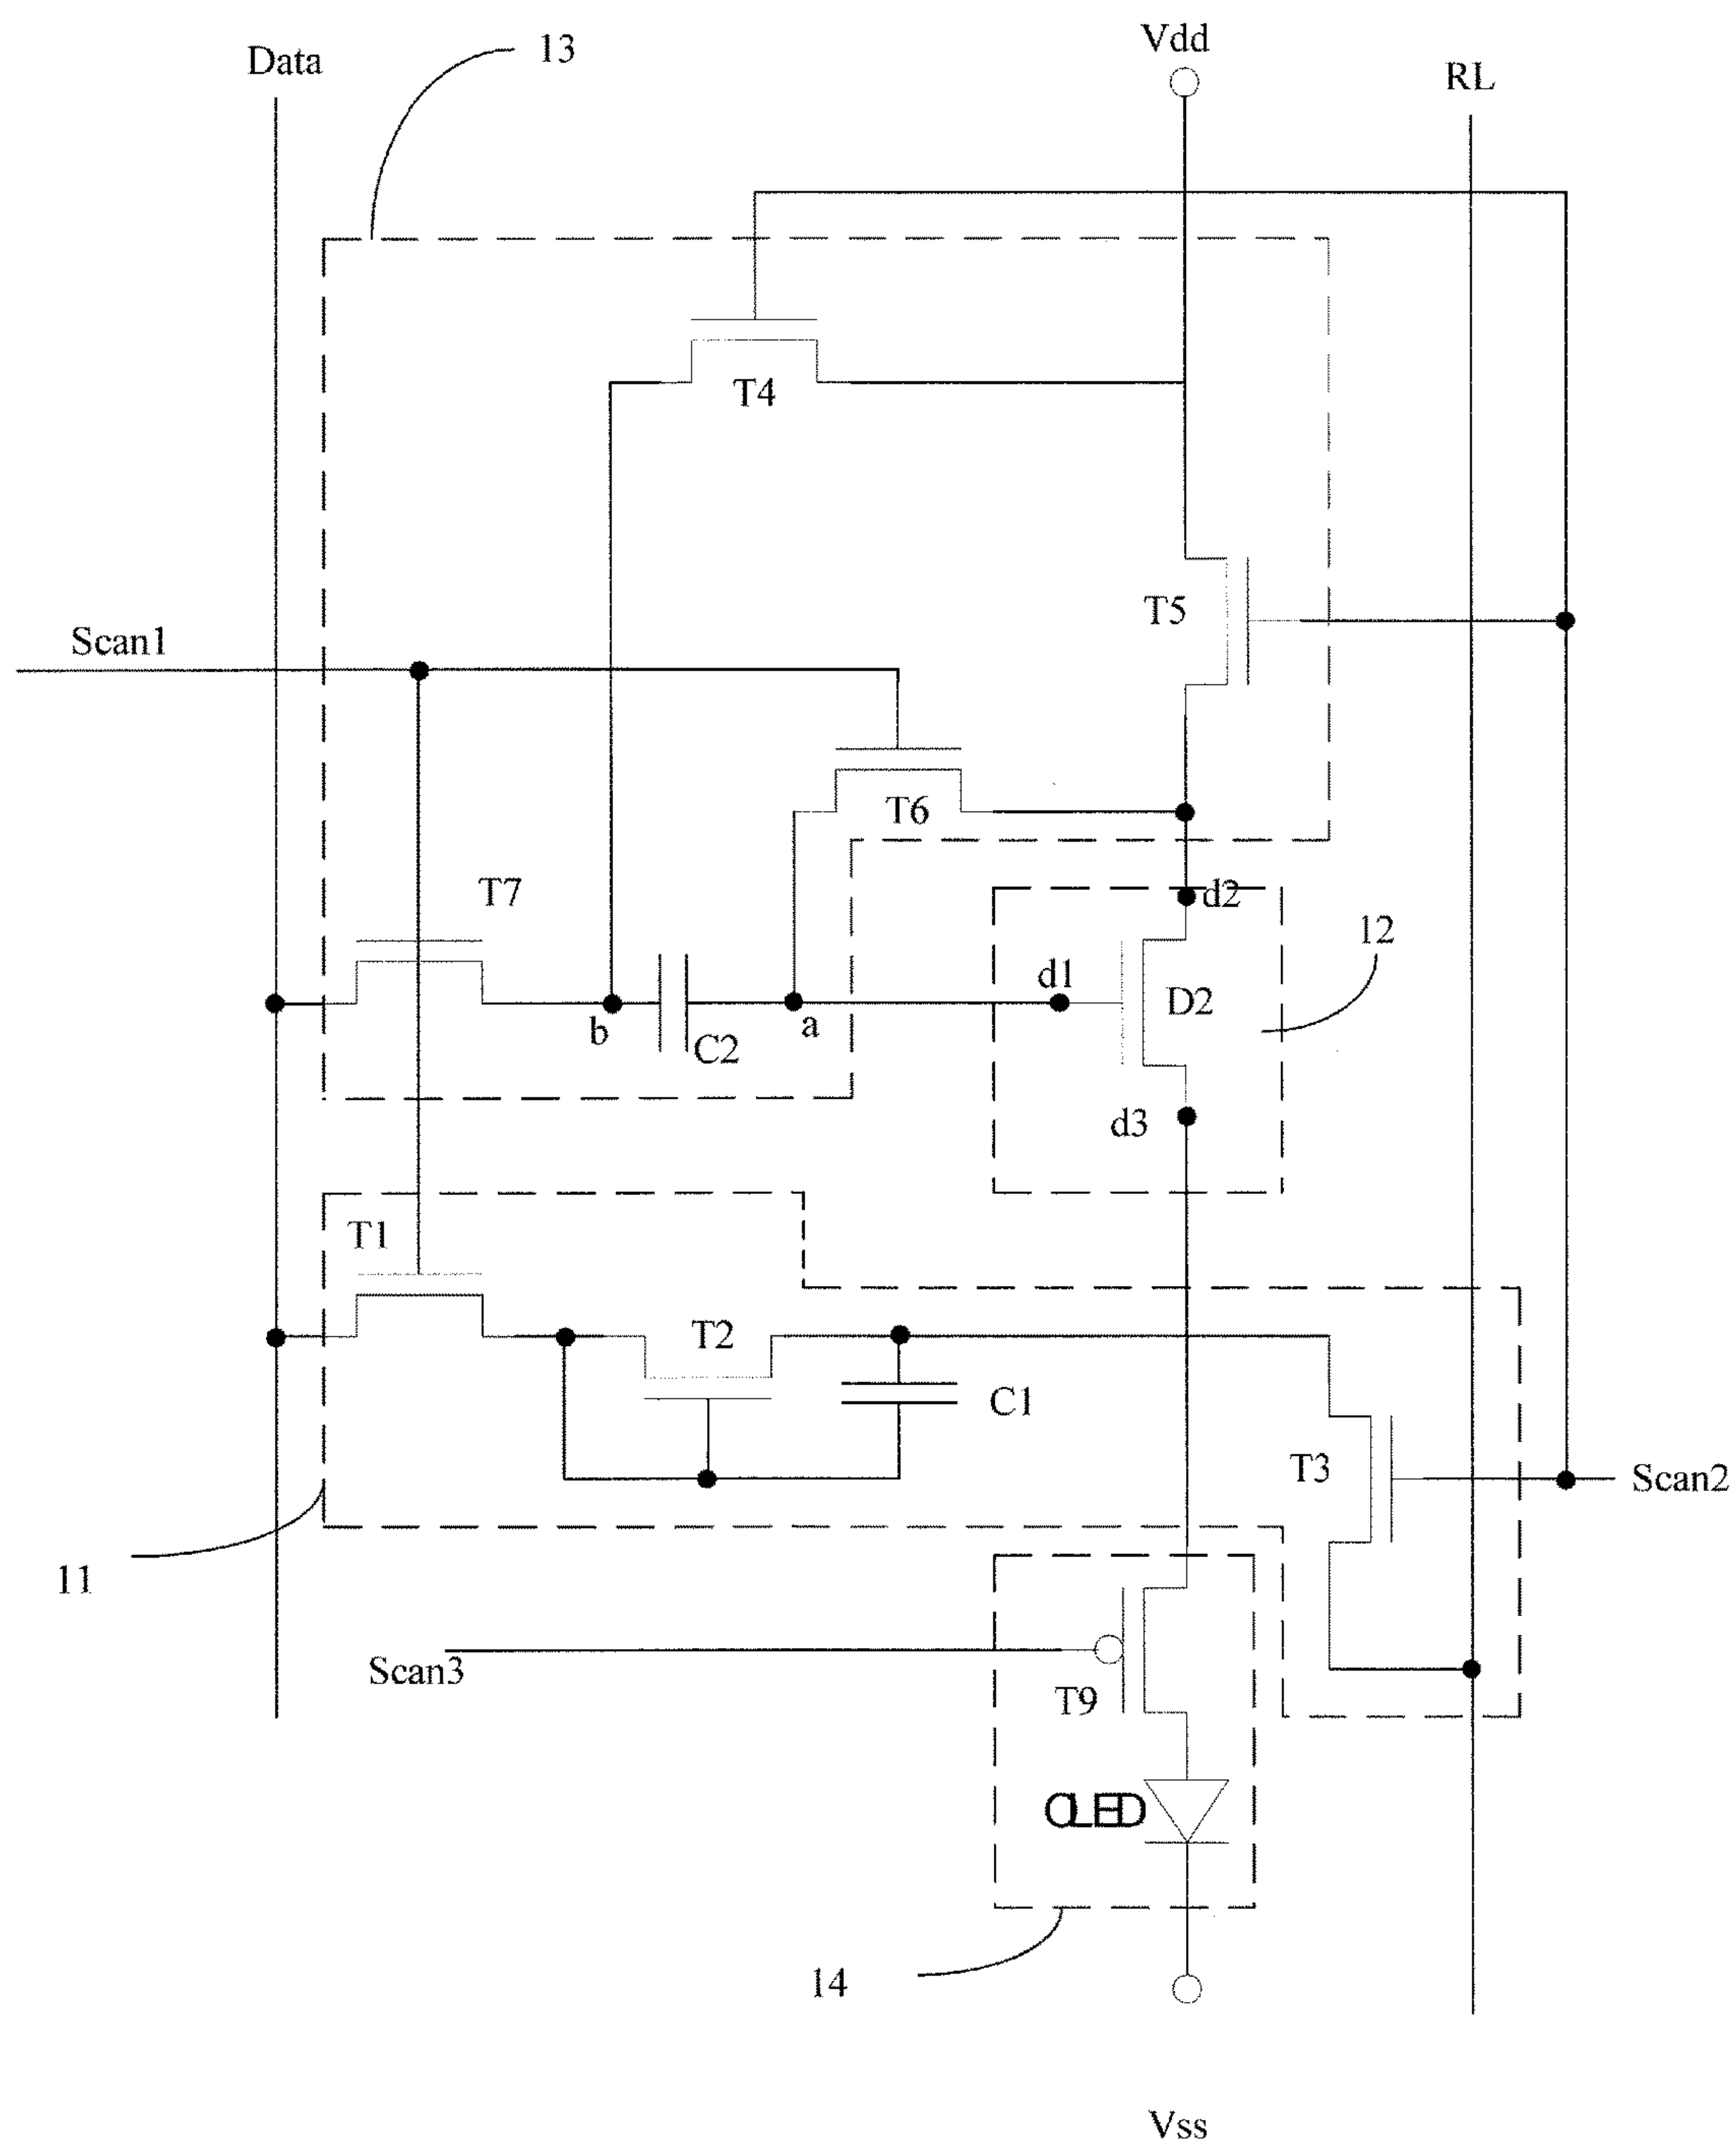 Data
13
Vdd
RL
T4
T5
Scan1
T6
T7
d2
12
d1
D2
b
a
C2
d3
T1
T2
C1
T3
Scan2
11
Scan3
T9
OLED
14
Vss